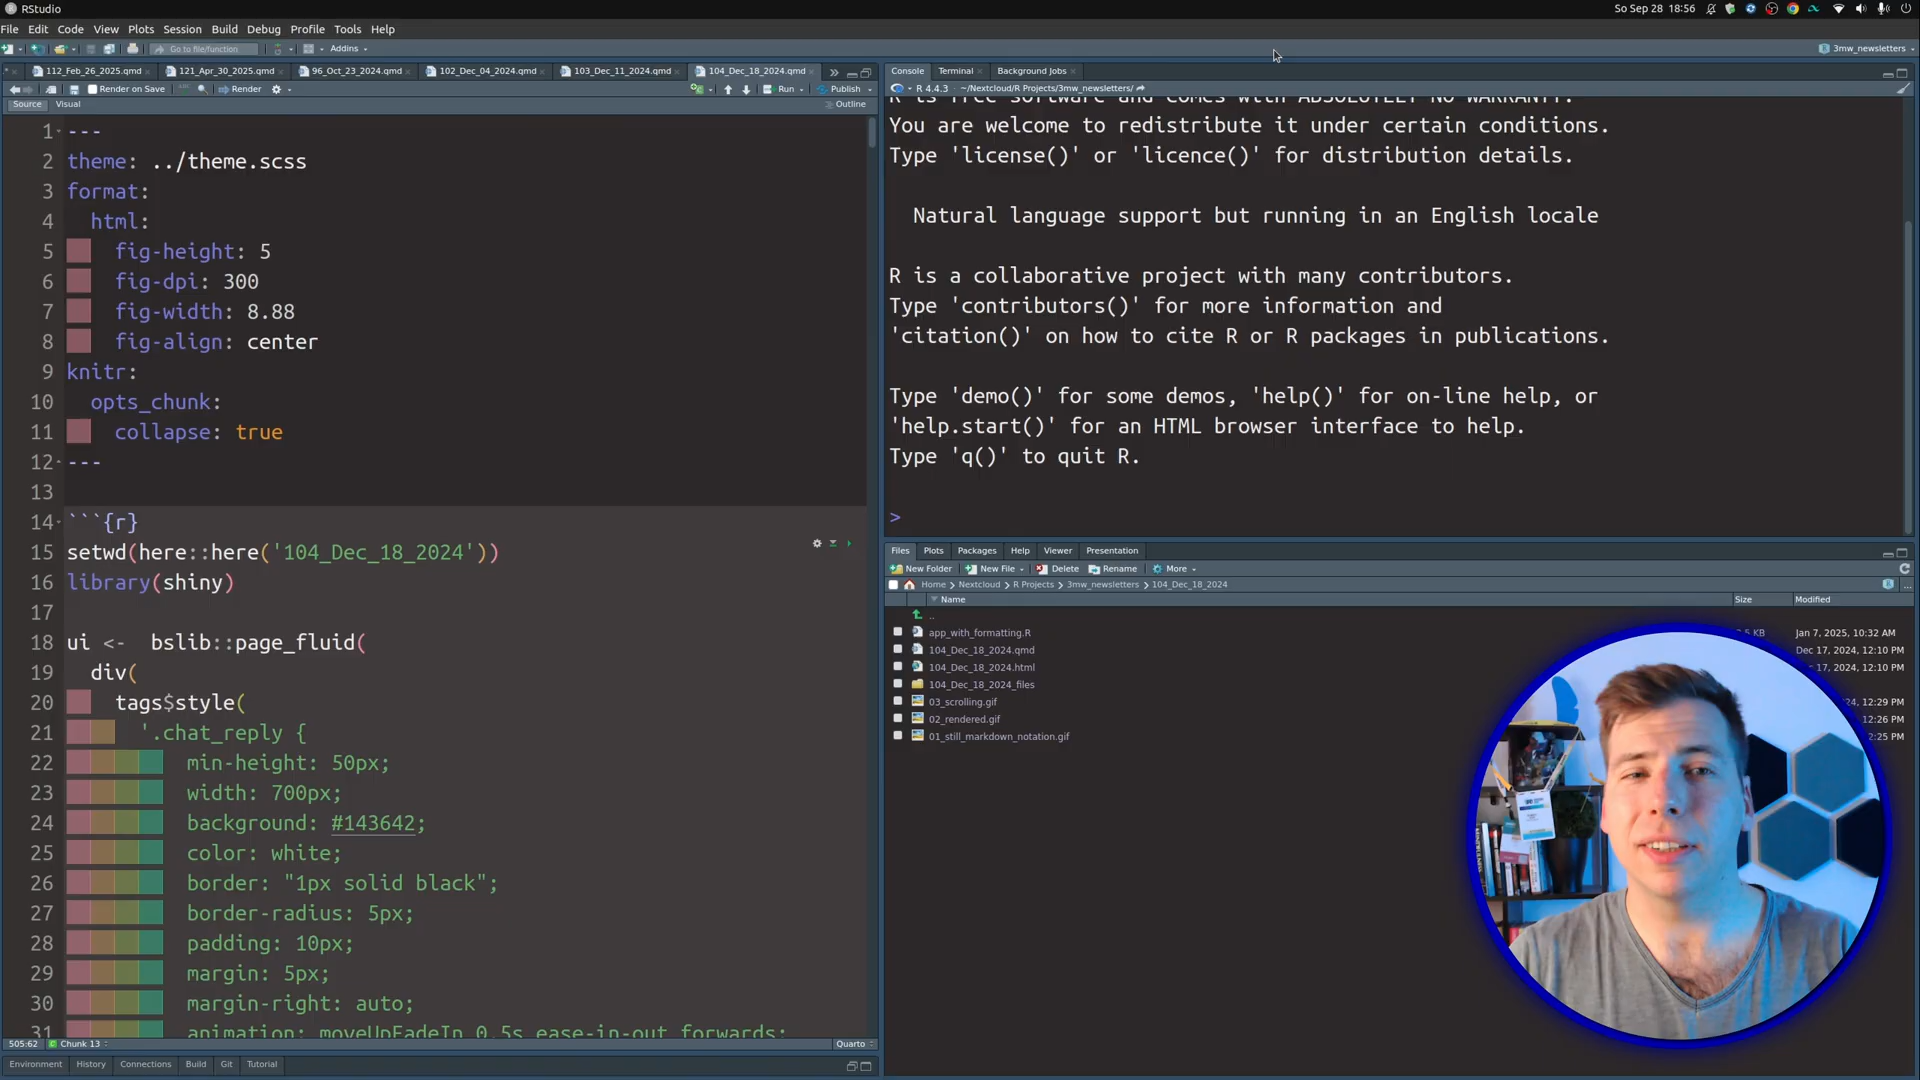 RStudio
So Sep 28 18:56
File Edit Code View Plots Session Build Debug Profile Tools Help
Go to file/function
Addins
3mw_newsletters
112_Feb_26_2025.qmd
121_Apr_30_2025.qmd
96_Oct_23_2024.qmd
102_Dec_04_2024.qmd
103_Dec_11_2024.qmd
104_Dec_18_2024.qmd
Render on Save
Render
Run
Publish
Source Visual
Outline
1 ---
2 theme: ../theme.scss
3 format:
4 html:
5 fig-height: 5
6 fig-dpi: 300
7 fig-width: 8.88
8 fig-align: center
9 knitr:
10 opts_chunk:
11 collapse: true
12 ---
13
14 ```{r}
15 setwd(here::here('104_Dec_18_2024'))
16 library(shiny)
17
18 ui <-  bslib::page_fluid(
19 div(
20 tags$style(
21 '.chat_reply {
22 min-height: 50px;
23 width: 700px;
24 background: #143642;
25 color: white;
26 border: "1px solid black";
27 border-radius: 5px;
28 padding: 10px;
29 margin: 5px;
30 margin-right: auto;
31 animation: moveUpFadeIn 0.5s ease-in-out forwards;
505:62 Chunk 13
Quarto
Environment History Connections Build Git Tutorial
Console Terminal Background Jobs
R 4.4.3 · ~/Nextcloud/R Projects/3mw_newsletters/
R is free software and comes with ABSOLUTELY NO WARRANTY.
You are welcome to redistribute it under certain conditions.
Type 'license()' or 'licence()' for distribution details.
Natural language support but running in an English locale
R is a collaborative project with many contributors.
Type 'contributors()' for more information and
'citation()' on how to cite R or R packages in publications.
Type 'demo()' for some demos, 'help()' for on-line help, or
'help.start()' for an HTML browser interface to help.
Type 'q()' to quit R.
>
Files Plots Packages Help Viewer Presentation
New Folder New File Delete Rename More
Home > Nextcloud > R Projects > 3mw_newsletters > 104_Dec_18_2024
Name Size Modified
..
app_with_formatting.R KB Jan 7, 2025, 10:32 AM
104_Dec_18_2024.qmd Dec 17, 2024, 12:10 PM
104_Dec_18_2024.html 17, 2024, 12:10 PM
104_Dec_18_2024_files
03_scrolling.gif 12:29 PM
02_rendered.gif 12:26 PM
01_still_markdown_notation.gif 2:25 PM